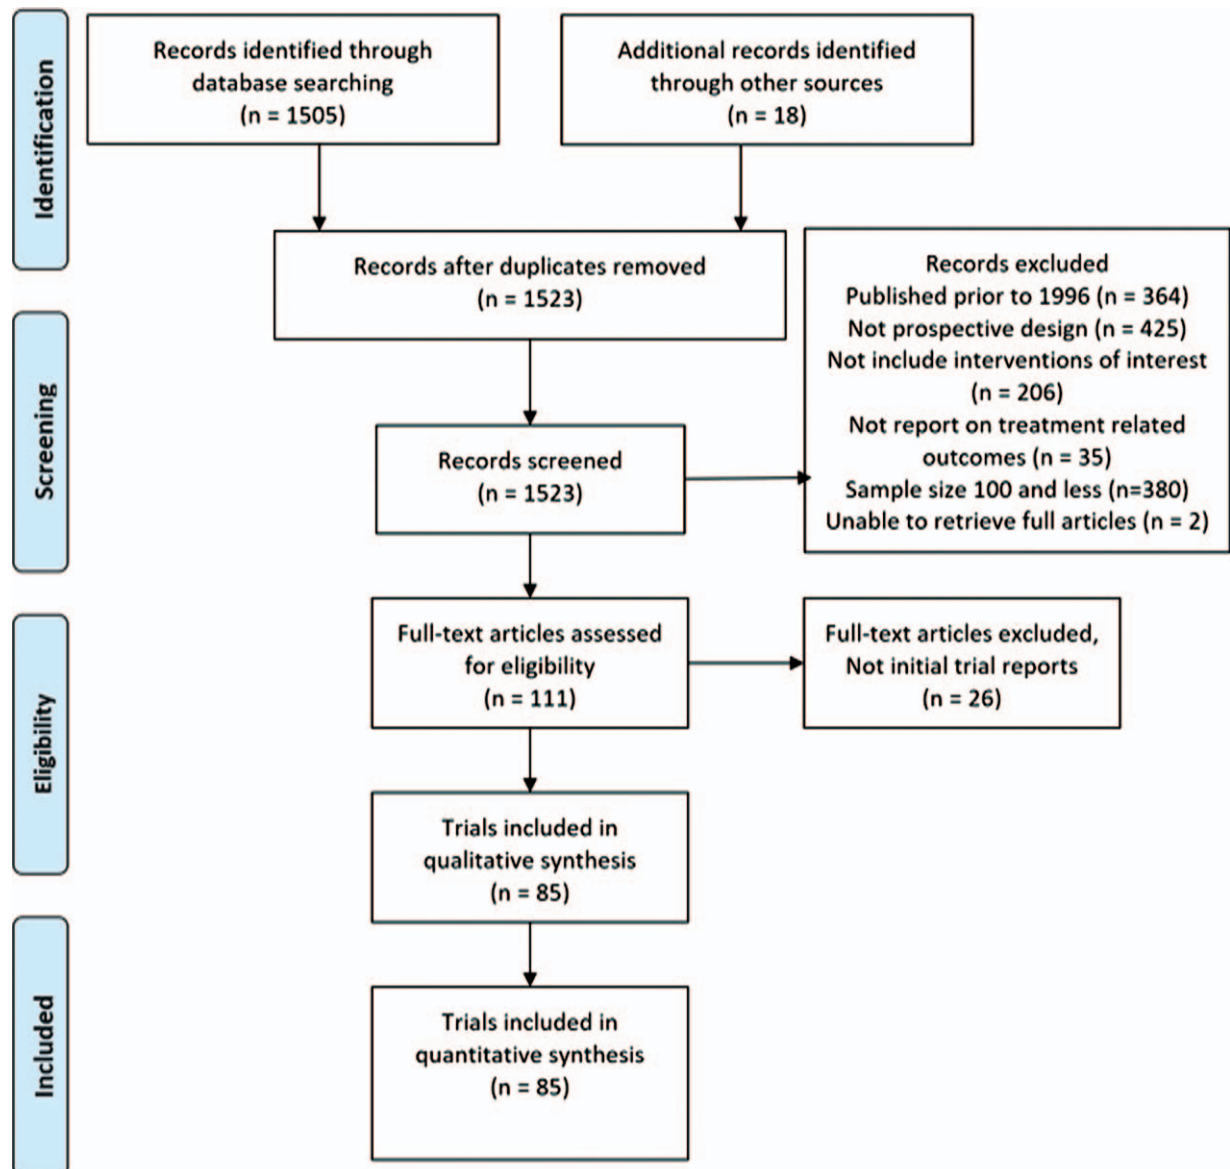 Identification
Records identified through
database searching
(n = 1505)
Additional records identified
through other sources
(n = 18)
Records after duplicates removed
(n = 1523)
Screening
Records screened
(n = 1523)
Records excluded
Published prior to 1996 (n = 364)
Not prospective design (n = 425)
Not include interventions of interest
(n = 206)
Not report on treatment related
outcomes (n = 35)
Sample size 100 and less (n=380)
Unable to retrieve full articles (n = 2)
Eligibility
Full-text articles assessed
for eligibility
(n = 111)
Full-text articles excluded,
Not initial trial reports
(n = 26)
Trials included in
qualitative synthesis
(n = 85)
Included
Trials included in
quantitative synthesis
(n = 85)